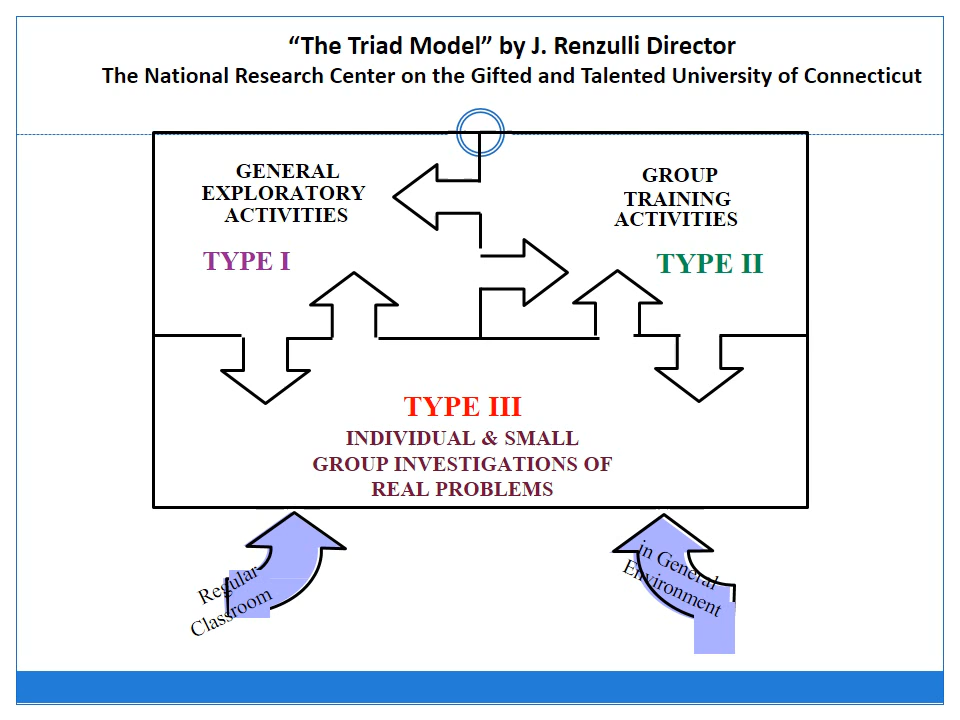 “The Triad Model” by J. Renzulli Director
The National Research Center on the Gifted and Talented University of Connecticut
GENERAL
EXPLORATORY
ACTIVITIES
TYPE I
GROUP
TRAINING
ACTIVITIES
TYPE II
TYPE III
INDIVIDUAL & SMALL
GROUP INVESTIGATIONS OF
REAL PROBLEMS
Regular
Classroom
in General
Environment